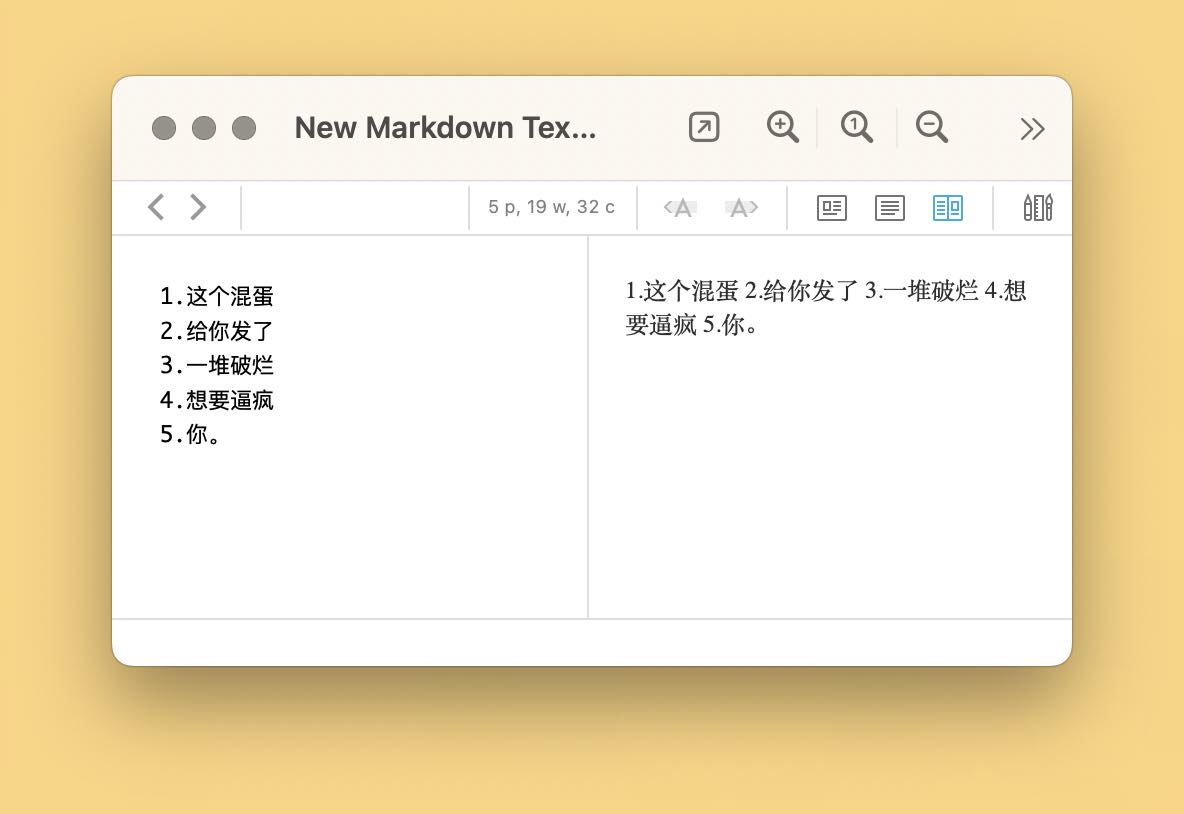 New Markdown Tex...
5 p, 19 w, 32 c
1.这个混蛋
2.给你发了
3.一堆破烂
4.想要逼疯
5.你。
1.这个混蛋 2.给你发了 3.一堆破烂 4.想
要逼疯 5.你。